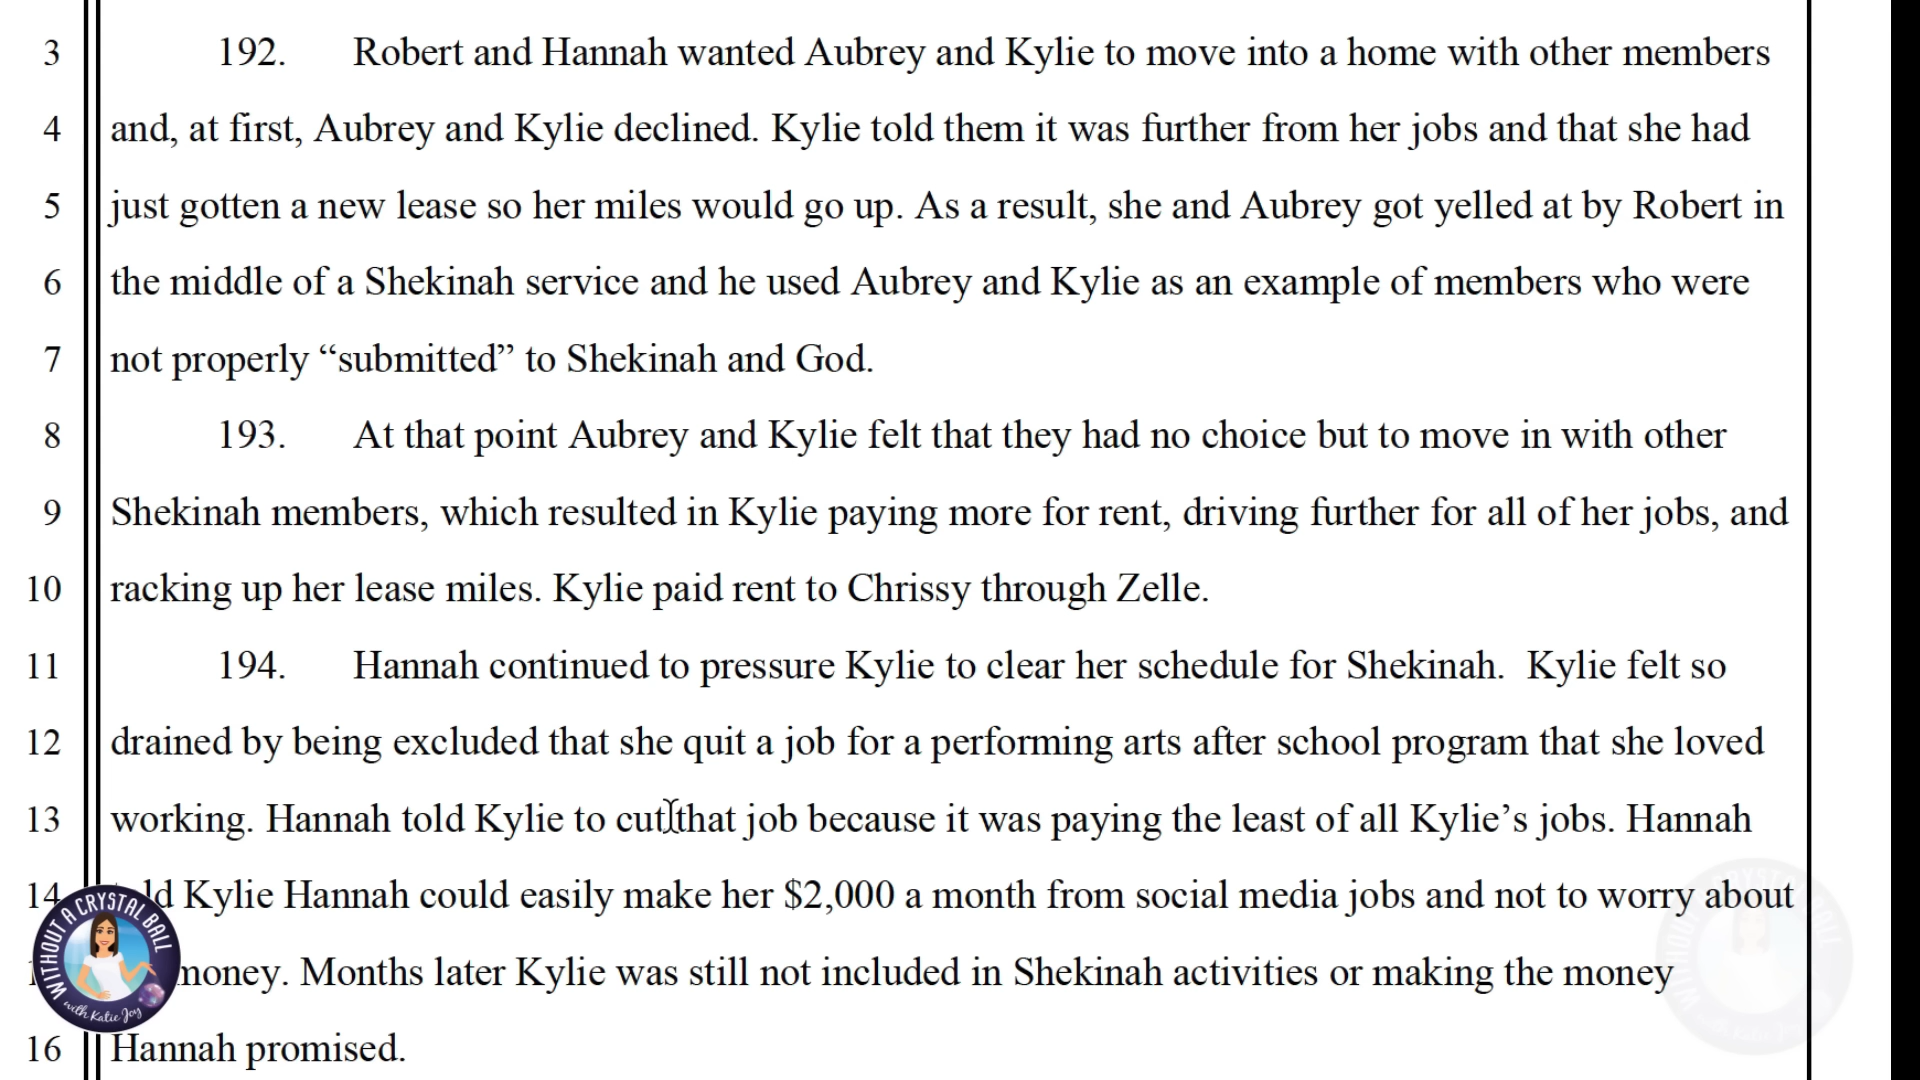 3 192. Robert and Hannah wanted Aubrey and Kylie to move into a home with other members
4 and, at first, Aubrey and Kylie declined. Kylie told them it was further from her jobs and that she had
5 just gotten a new lease so her miles would go up. As a result, she and Aubrey got yelled at by Robert in
6 the middle of a Shekinah service and he used Aubrey and Kylie as an example of members who were
7 not properly “submitted” to Shekinah and God.
8 193. At that point Aubrey and Kylie felt that they had no choice but to move in with other
9 Shekinah members, which resulted in Kylie paying more for rent, driving further for all of her jobs, and
10 racking up her lease miles. Kylie paid rent to Chrissy through Zelle.
11 194. Hannah continued to pressure Kylie to clear her schedule for Shekinah. Kylie felt so
12 drained by being excluded that she quit a job for a performing arts after school program that she loved
13 working. Hannah told Kylie to cut that job because it was paying the least of all Kylie’s jobs. Hannah
14 Kylie Hannah could easily make her $2,000 a month from social media jobs and not to worry about
money. Months later Kylie was still not included in Shekinah activities or making the money
16 Hannah promised.
WITHOUT A CRYSTAL BALL
with Katie Joy